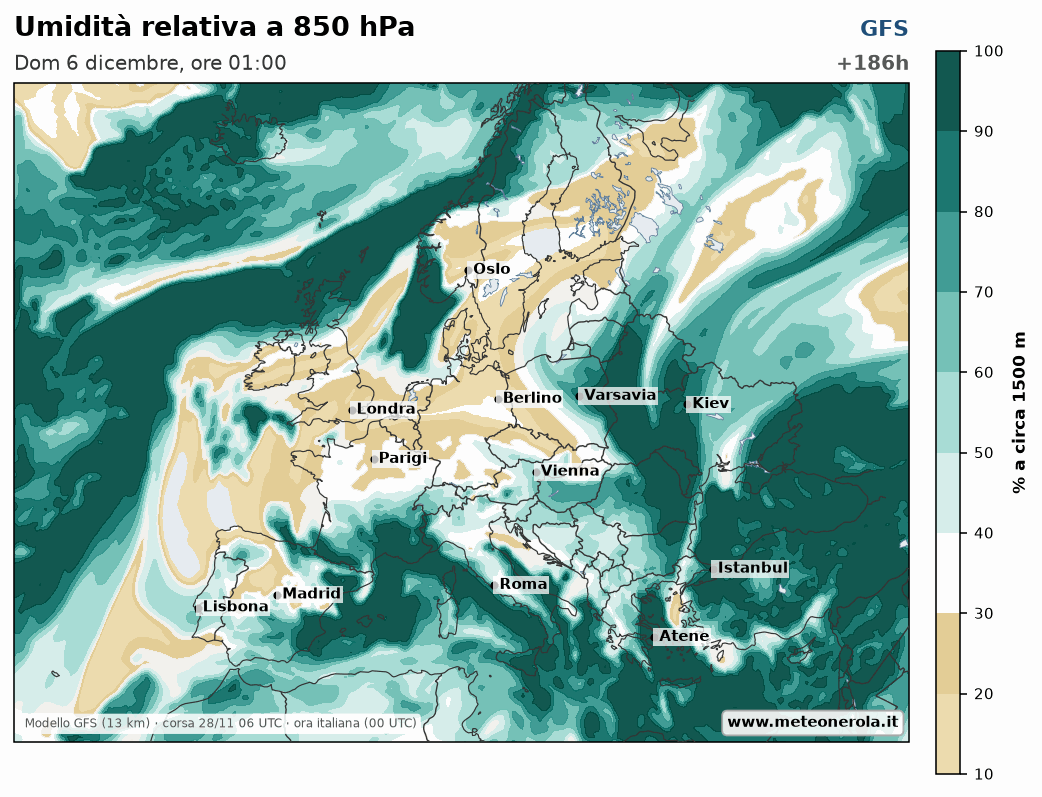 Umidità relativa a 850 hPa
GFS
Dom 6 dicembre, ore 01:00
+186h
100
90
80
70
60
50
40
30
20
10
% a circa 1500 m
Oslo
Berlino
Varsavia
Kiev
Londra
Parigi
Vienna
Istanbul
Roma
Madrid
Lisbona
Atene
Modello GFS (13 km) · corsa 28/11 06 UTC · ora italiana (00 UTC)
www.meteonerola.it